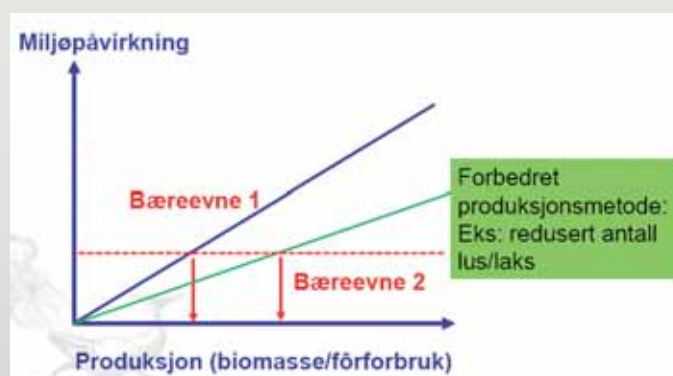 Miljøpåvirkning
Bæreevne 1
Forbedret
produksjonsmetode:
Eks: redusert antall
lus/laks
Bæreevne 2
Produksjon (biomasse/fôrforbruk)